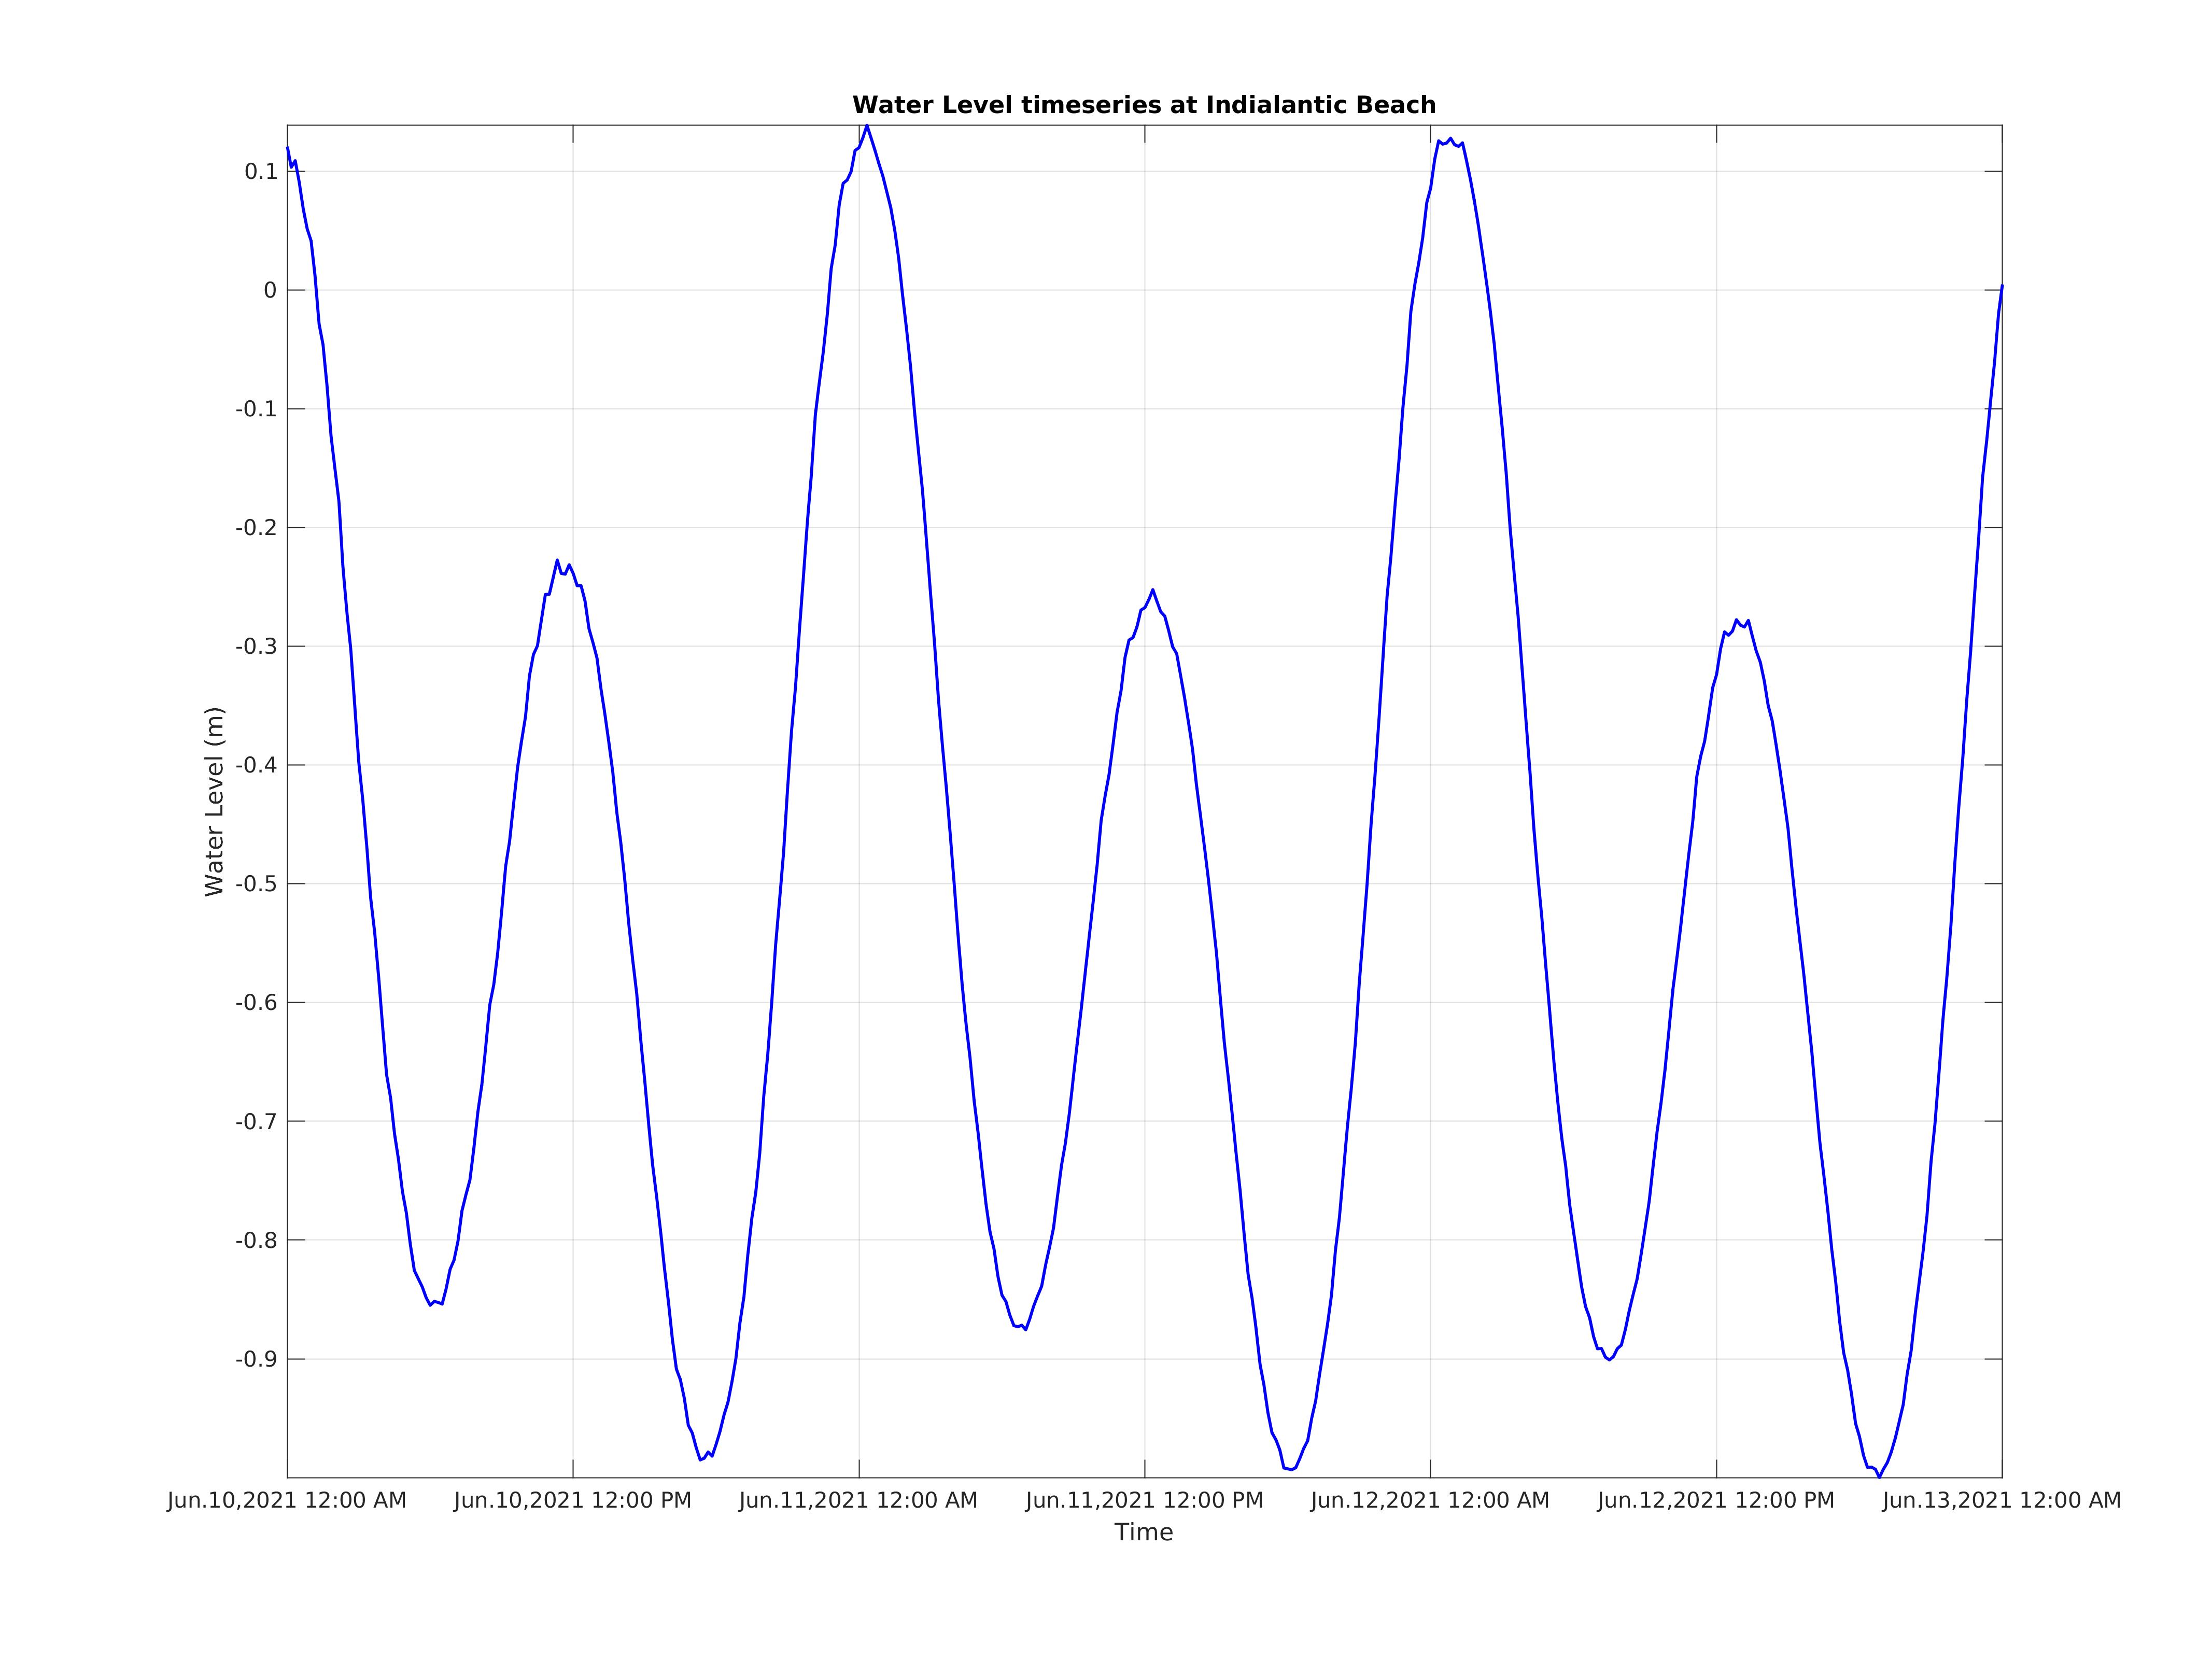 Water Level timeseries at Indialantic Beach
0.1
0
-0.1
-0.2
-0.3
-0.4
-0.5
-0.6
-0.7
-0.8
-0.9
Water Level (m)
Jun.10,2021 12:00 AM
Jun.10,2021 12:00 PM
Jun.11,2021 12:00 AM
Jun.11,2021 12:00 PM
Jun.12,2021 12:00 AM
Jun.12,2021 12:00 PM
Jun.13,2021 12:00 AM
Time